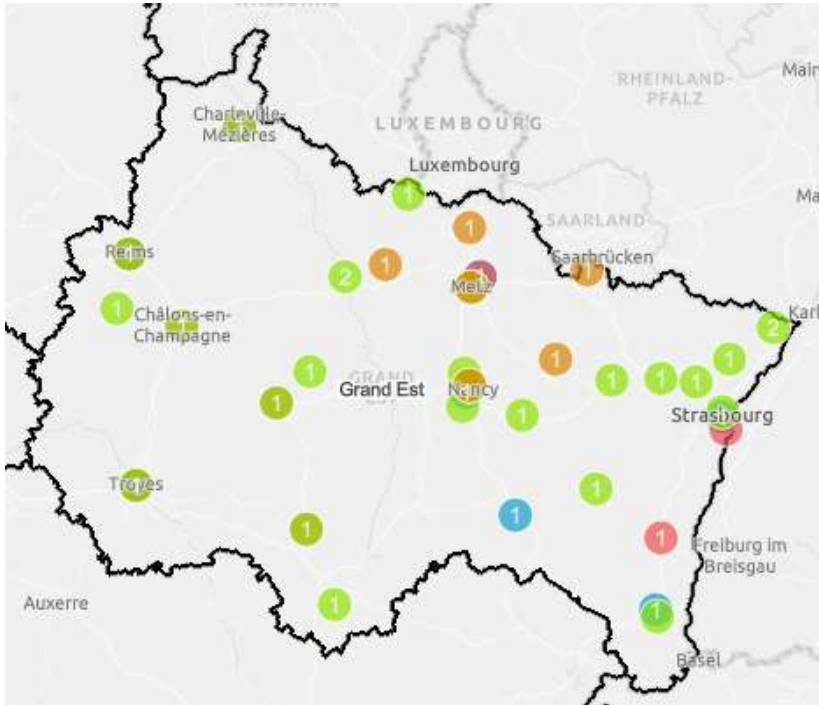 RHEINLAND-
PFALZ
Main
Charleville-
Mézières
LUXEMBOURG
Luxembourg
Ma
SAARLAND
1
1
Reims
1
Saarbrücken
1
2
1
Metz
1
Châlons-en-
Champagne
Karl
2
1
1
1
GRAND
Grand Est
Nancy
1
1
1
1
1
Strasbourg
Troyes
1
1
1
1
1
Freiburg im
Breisgau
Auxerre
1
1
Basel